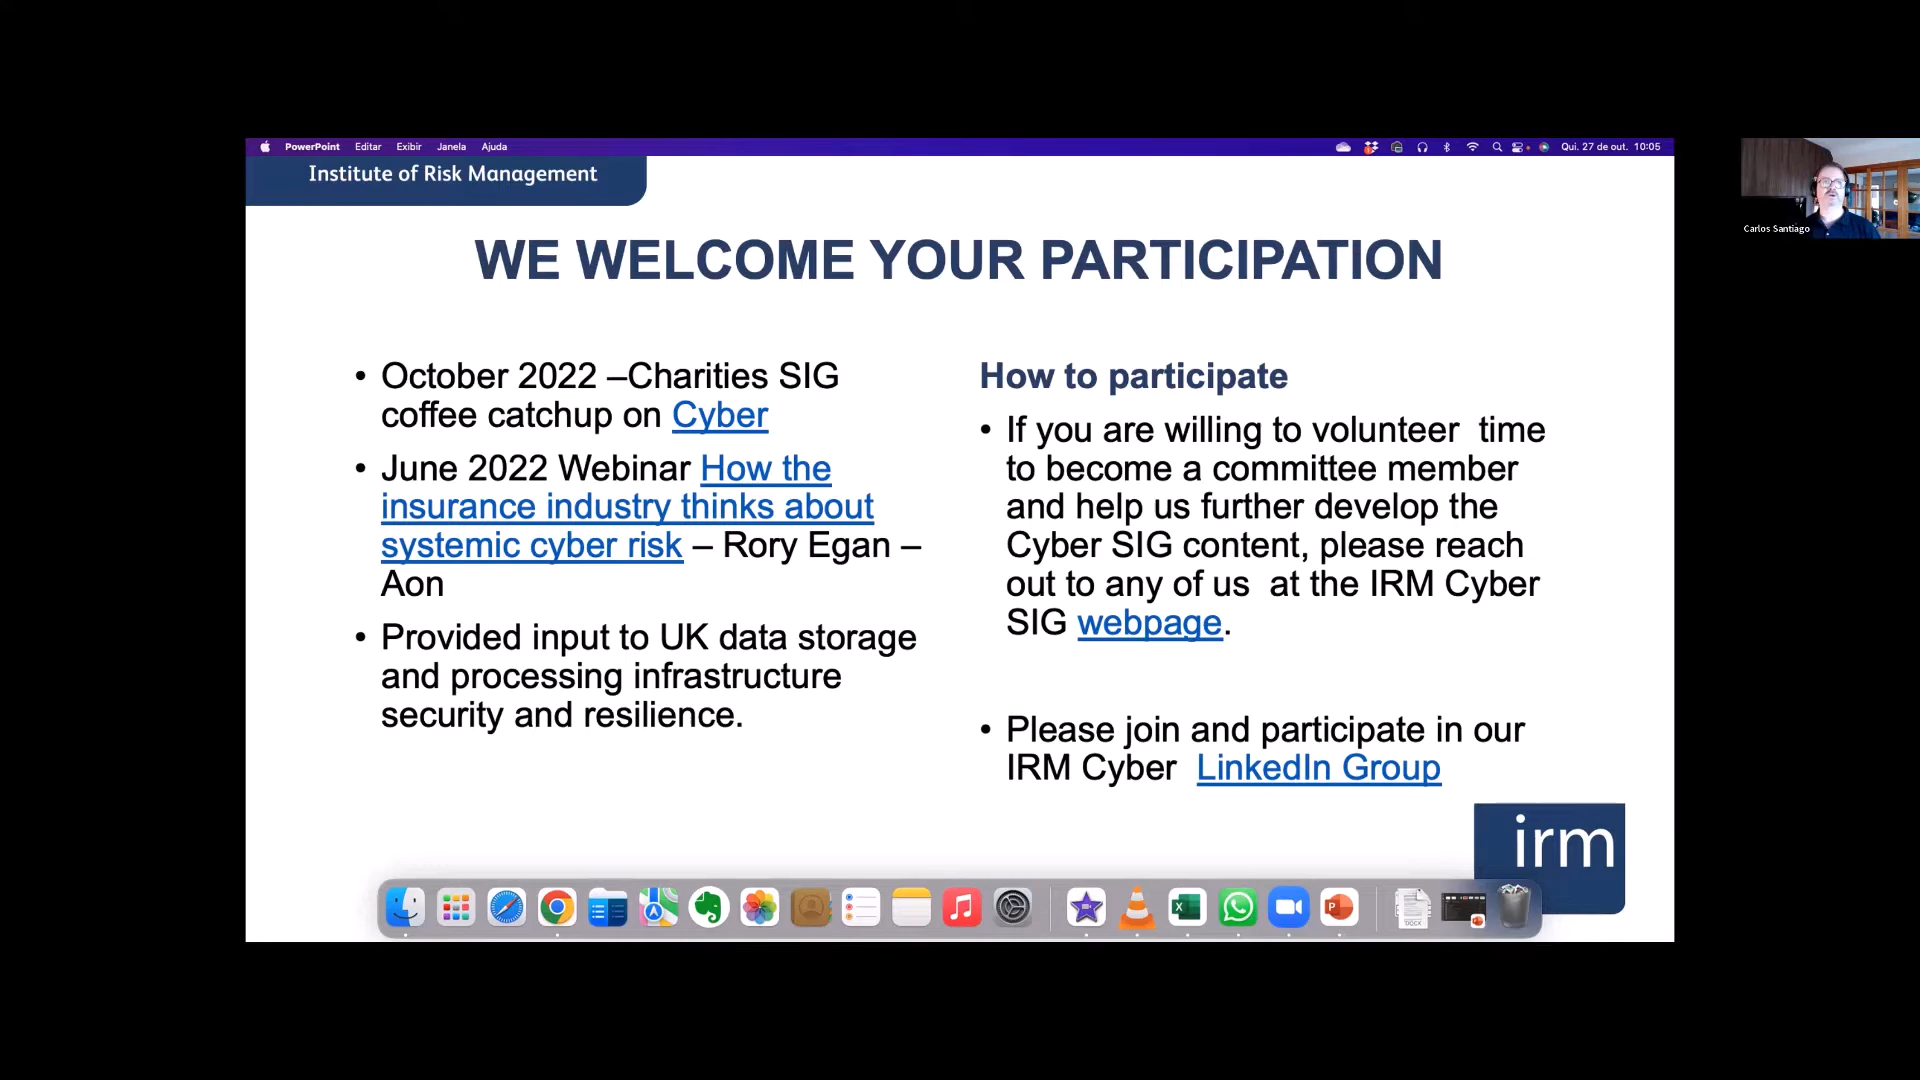 PowerPoint Editar Exibir Janela Ajuda
Qui. 27 de out. 10:05
Institute of Risk Management
WE WELCOME YOUR PARTICIPATION
• October 2022 –Charities SIG
coffee catchup on Cyber
• June 2022 Webinar How the
insurance industry thinks about
systemic cyber risk – Rory Egan –
Aon
• Provided input to UK data storage
and processing infrastructure
security and resilience.
How to participate
• If you are willing to volunteer time
to become a committee member
and help us further develop the
Cyber SIG content, please reach
out to any of us at the IRM Cyber
SIG webpage.
• Please join and participate in our
IRM Cyber LinkedIn Group
irm
DOCX
Carlos Santiago